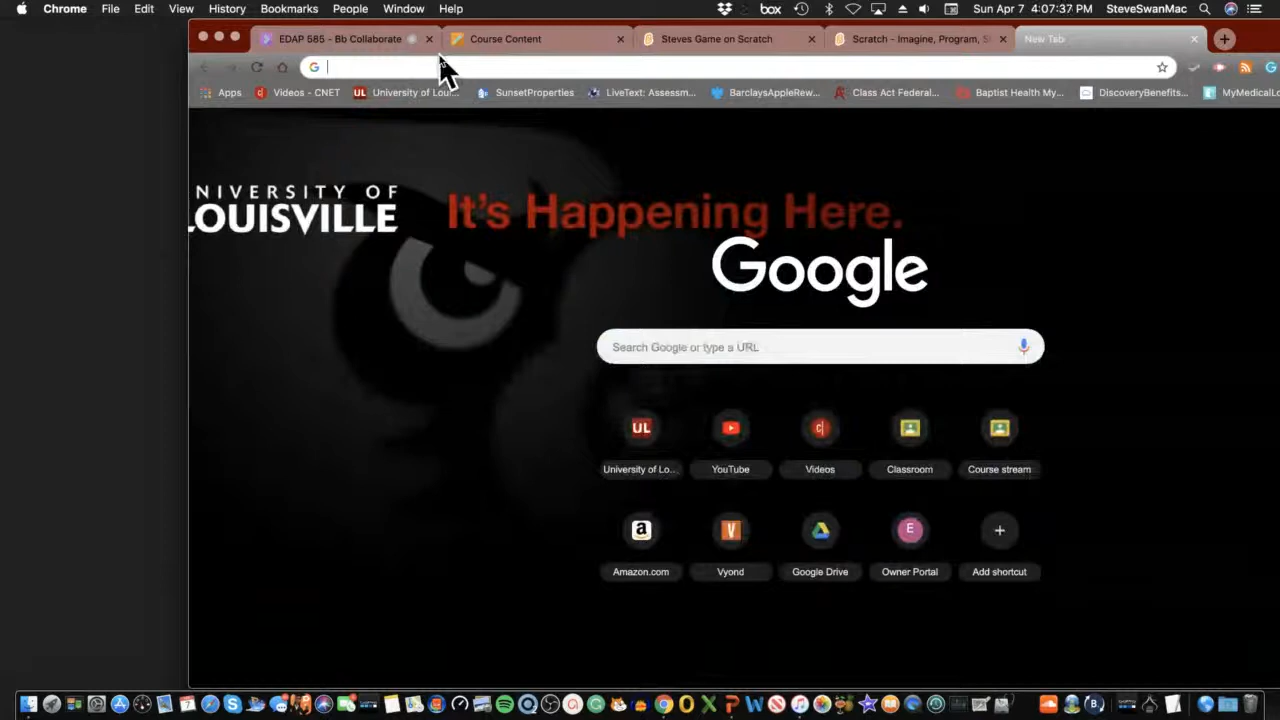 Chrome File Edit View History Bookmarks People Window Help box Sun Apr 7 4:07:37 PM SteveSwanMac
EDAP 585 - Bb Collaborate Course Content Steves Game on Scratch Scratch - Imagine, Program, S New Tab
Apps Videos - CNET University of Loui... SunsetProperties LiveText: Assessm... BarclaysAppleRew... Class Act Federal... Baptist Health My... DiscoveryBenefits... MyMedicalLo
NIVERSITY OF
LOUISVILLE
It's Happening Here.
Google
Search Google or type a URL
UL
University of Lo... YouTube Videos Classroom Course stream
a V E
Amazon.com Vyond Google Drive Owner Portal Add shortcut